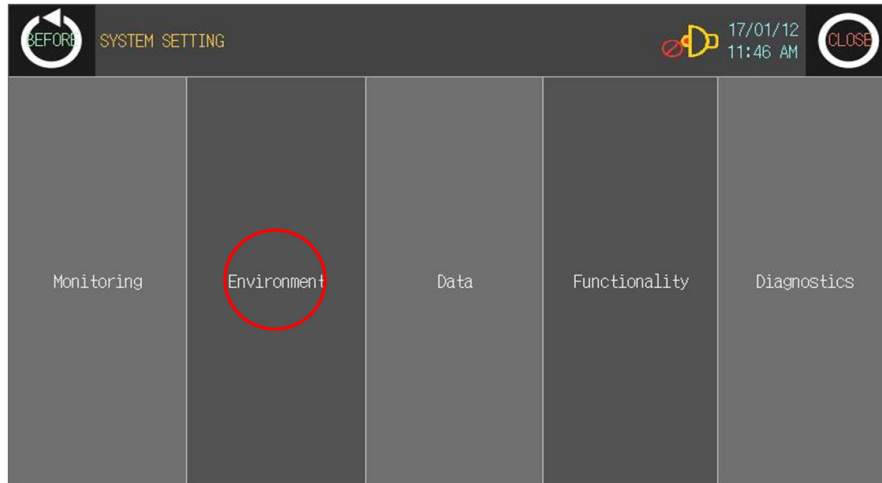 BEFORE
SYSTEM SETTING
17/01/12
11:46 AM
CLOSE
Monitoring
Environment
Data
Functionality
Diagnostics